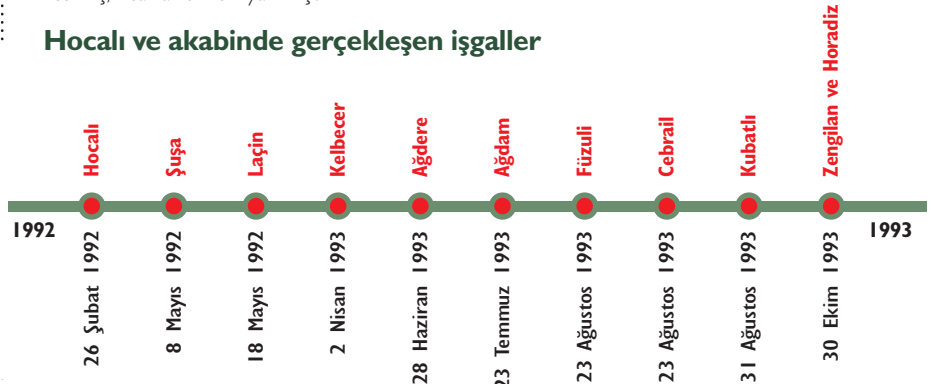 Hocalı ve akabinde gerçekleşen işgaller
Hocalı
Şuşa
Laçin
Kelbecer
Ağdere
Ağdam
Füzuli
Cebrail
Kubatlı
Zengilan ve Horadiz
1992
1993
26 Şubat 1992
8 Mayıs 1992
18 Mayıs 1992
2 Nisan 1993
28 Haziran 1993
23 Temmuz 1993
23 Ağustos 1993
23 Ağustos 1993
31 Ağustos 1993
30 Ekim 1993